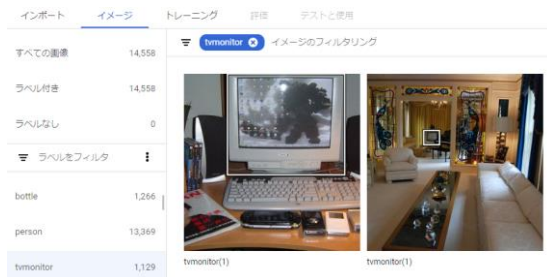 インポート イメージ トレーニング 評価 テストと使用
すべての画像 14,558
tvmonitor イメージのフィルタリング
ラベル付き 14,558
ラベルなし 0
ラベルをフィルタ
bottle 1,266
person 13,369
tvmonitor 1,129
tvmonitor(1) tvmonitor(1)